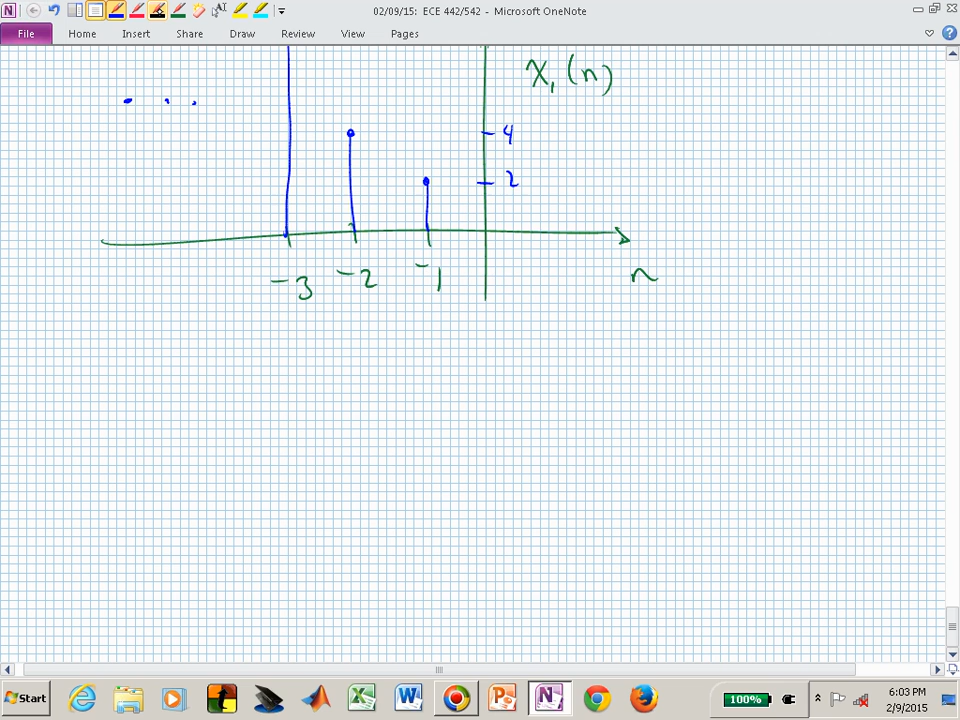 02/09/15: ECE 442/542 - Microsoft OneNote
File Home Insert Share Draw Review View Pages
X₁(n)
4
2
-3 -2 -1 n
Start
100%
6:03 PM
2/9/2015